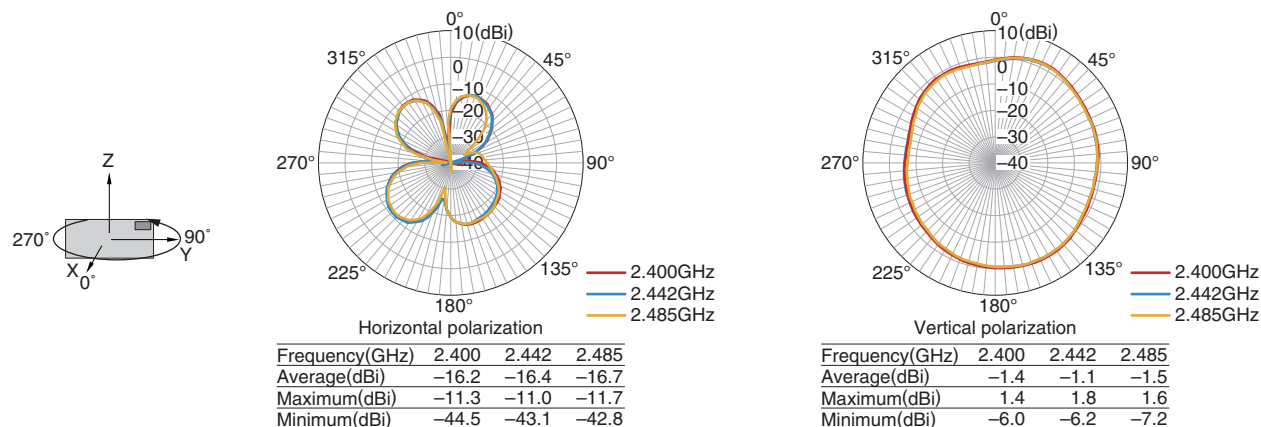 Z
270°
90°
Y
X
0°
0°
10(dBi)
315°
45°
0
–10
–20
–30
–40
270°
90°
225°
135°
180°
2.400GHz
2.442GHz
2.485GHz
Horizontal polarization
Frequency(GHz) 2.400 2.442 2.485
Average(dBi) –16.2 –16.4 –16.7
Maximum(dBi) –11.3 –11.0 –11.7
Minimum(dBi) –44.5 –43.1 –42.8
0°
10(dBi)
315°
45°
0
–10
–20
–30
–40
270°
90°
225°
135°
180°
2.400GHz
2.442GHz
2.485GHz
Vertical polarization
Frequency(GHz) 2.400 2.442 2.485
Average(dBi) –1.4 –1.1 –1.5
Maximum(dBi) 1.4 1.8 1.6
Minimum(dBi) –6.0 –6.2 –7.2